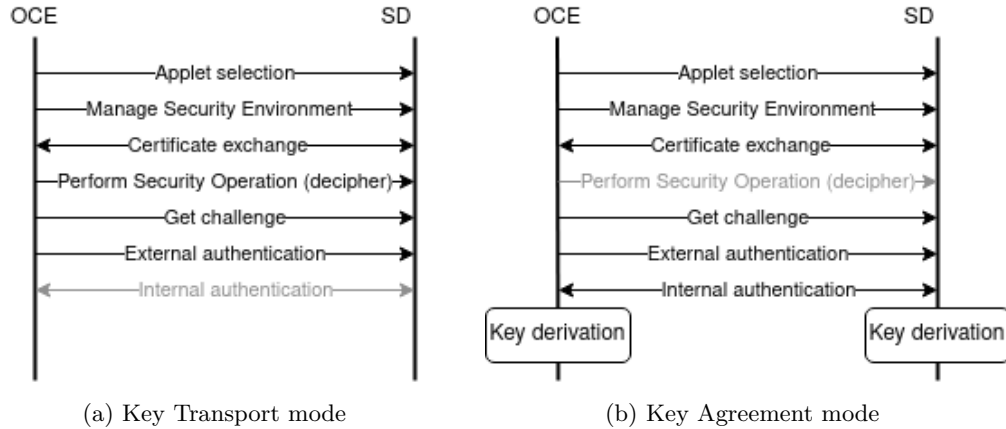 OCE SD
Applet selection
Manage Security Environment
Certificate exchange
Perform Security Operation (decipher)
Get challenge
External authentication
Internal authentication
(a) Key Transport mode
OCE SD
Applet selection
Manage Security Environment
Certificate exchange
Perform Security Operation (decipher)
Get challenge
External authentication
Internal authentication
Key derivation Key derivation
(b) Key Agreement mode